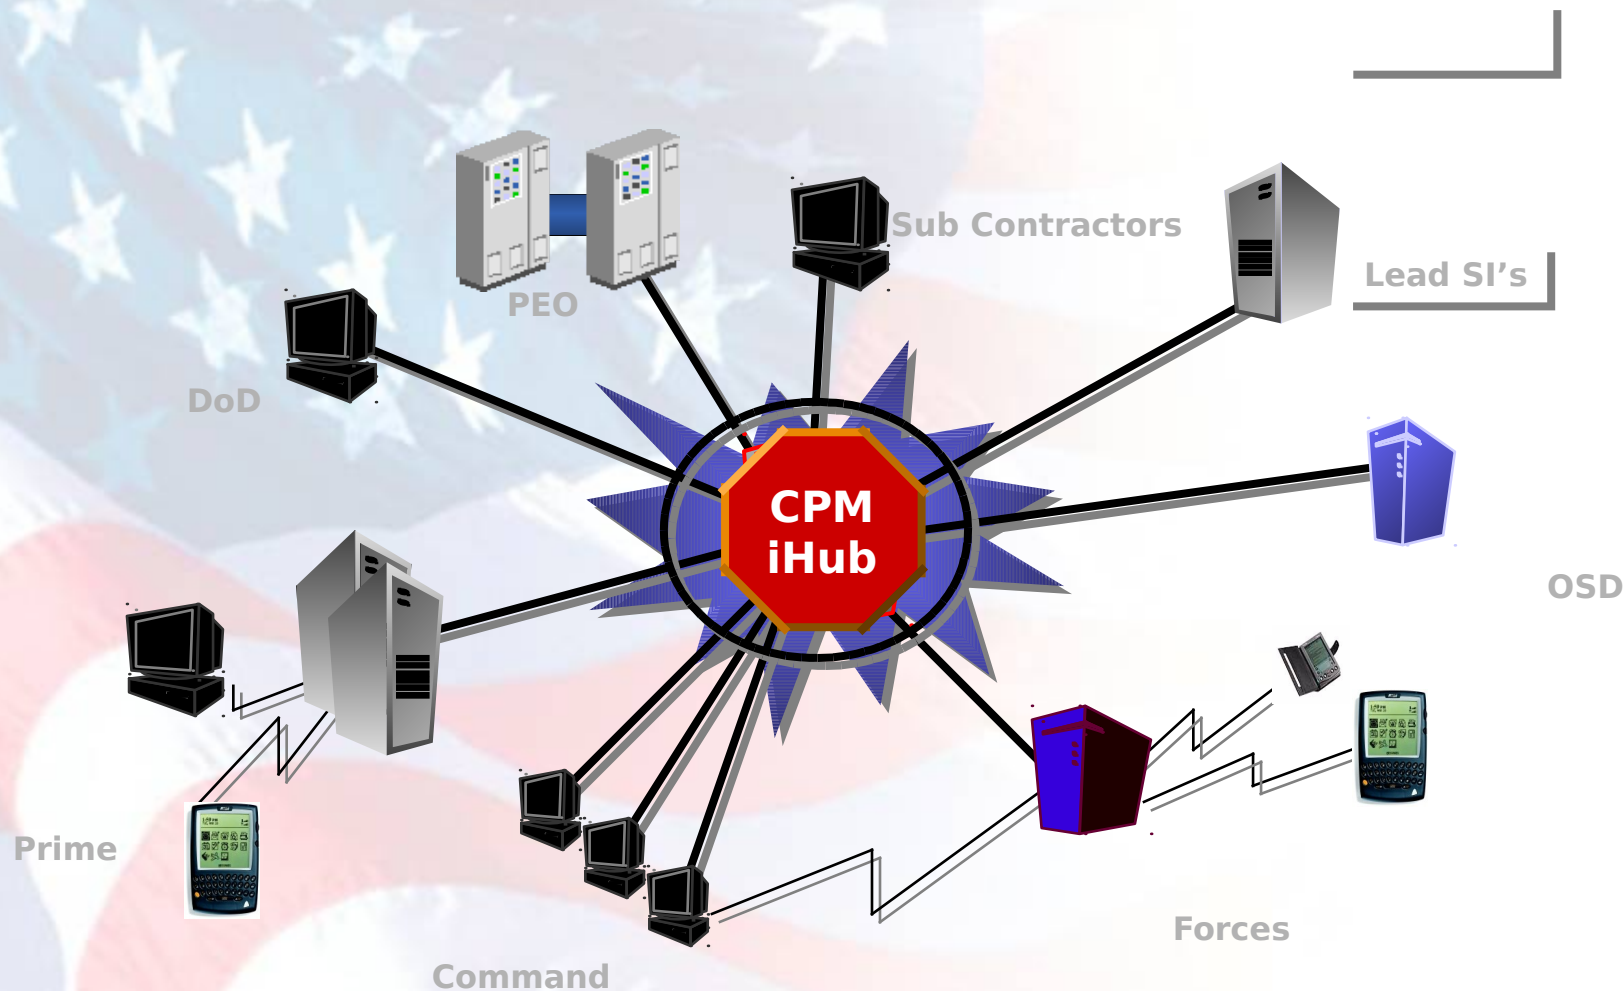 Sub Contractors
Lead SI’s
PEO
DoD
CPM
iHub
OSD
Prime
Forces
Command